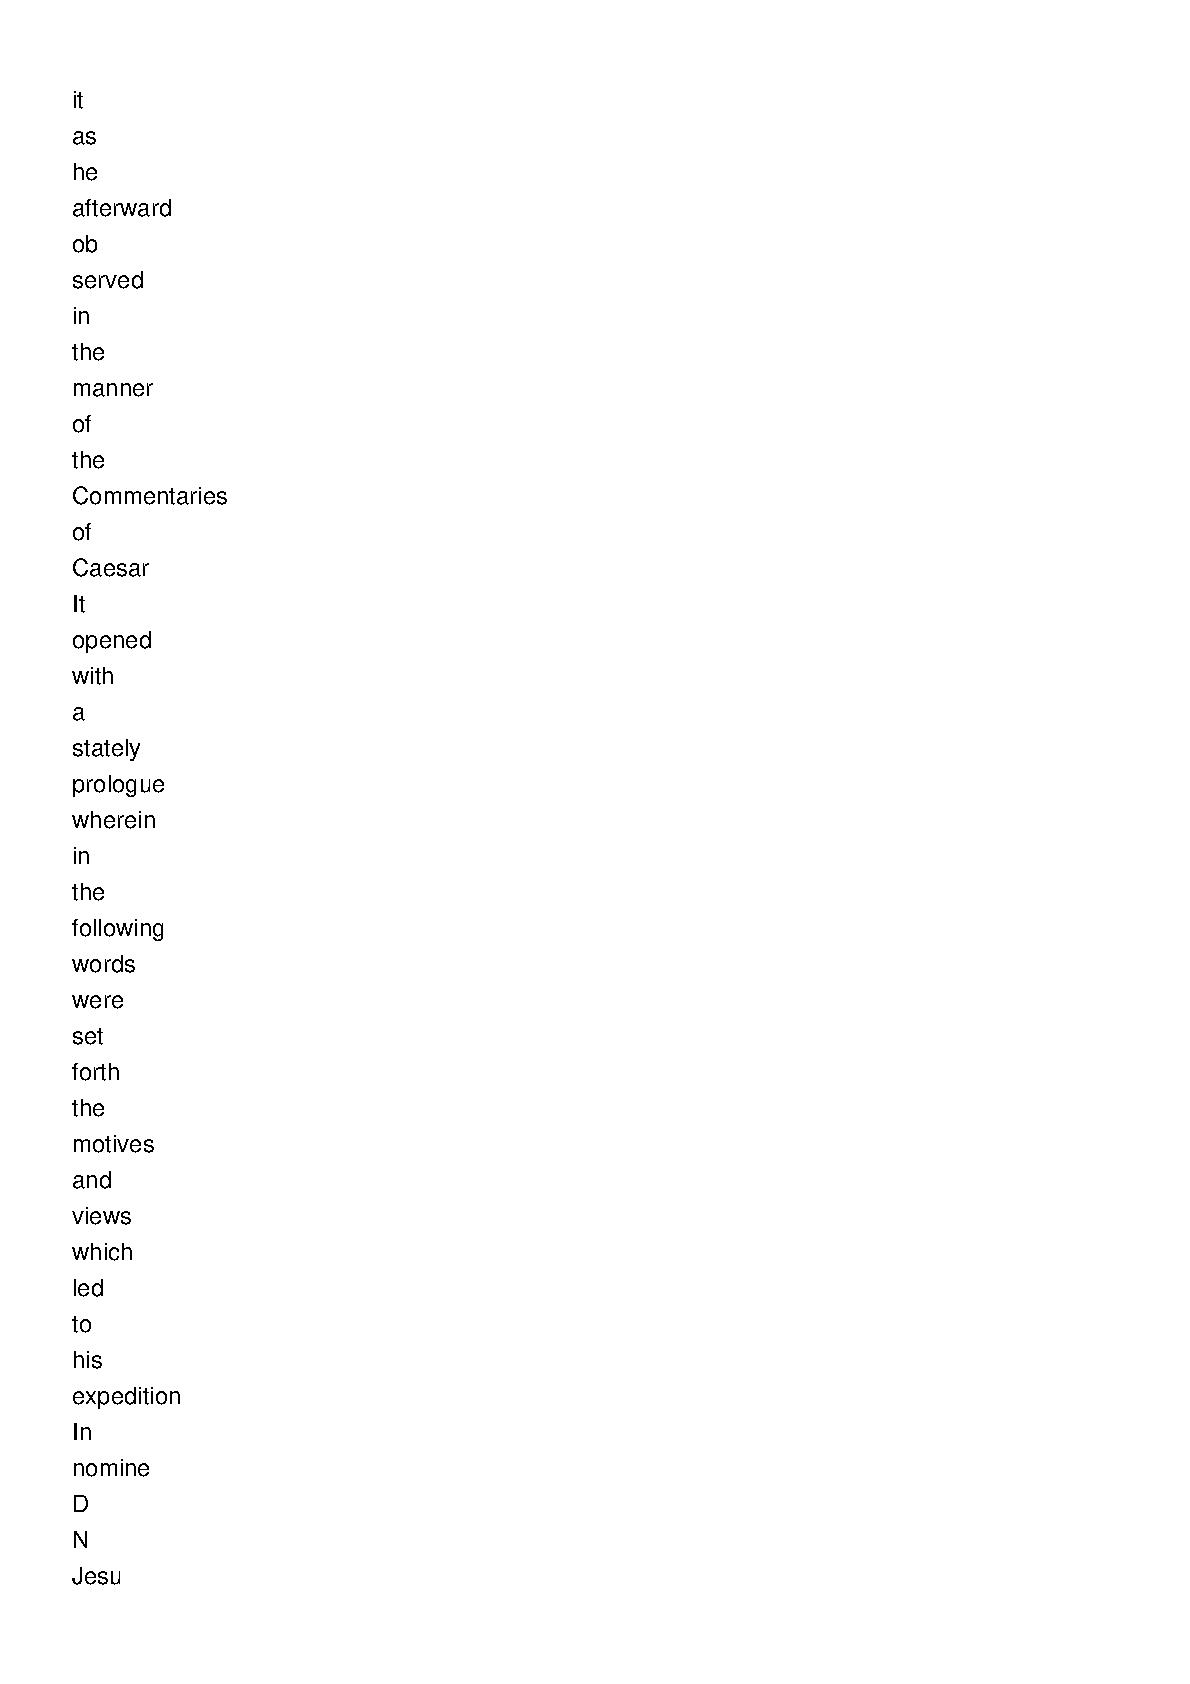 it
as
he
afterward
ob
served
in
the
manner
of
the
Commentaries
of
Caesar
It
opened
with
a
stately
prologue
wherein
in
the
following
words
were
set
forth
the
motives
and
views
which
led
to
his
expedition
In
nomine
D
N
Jesu